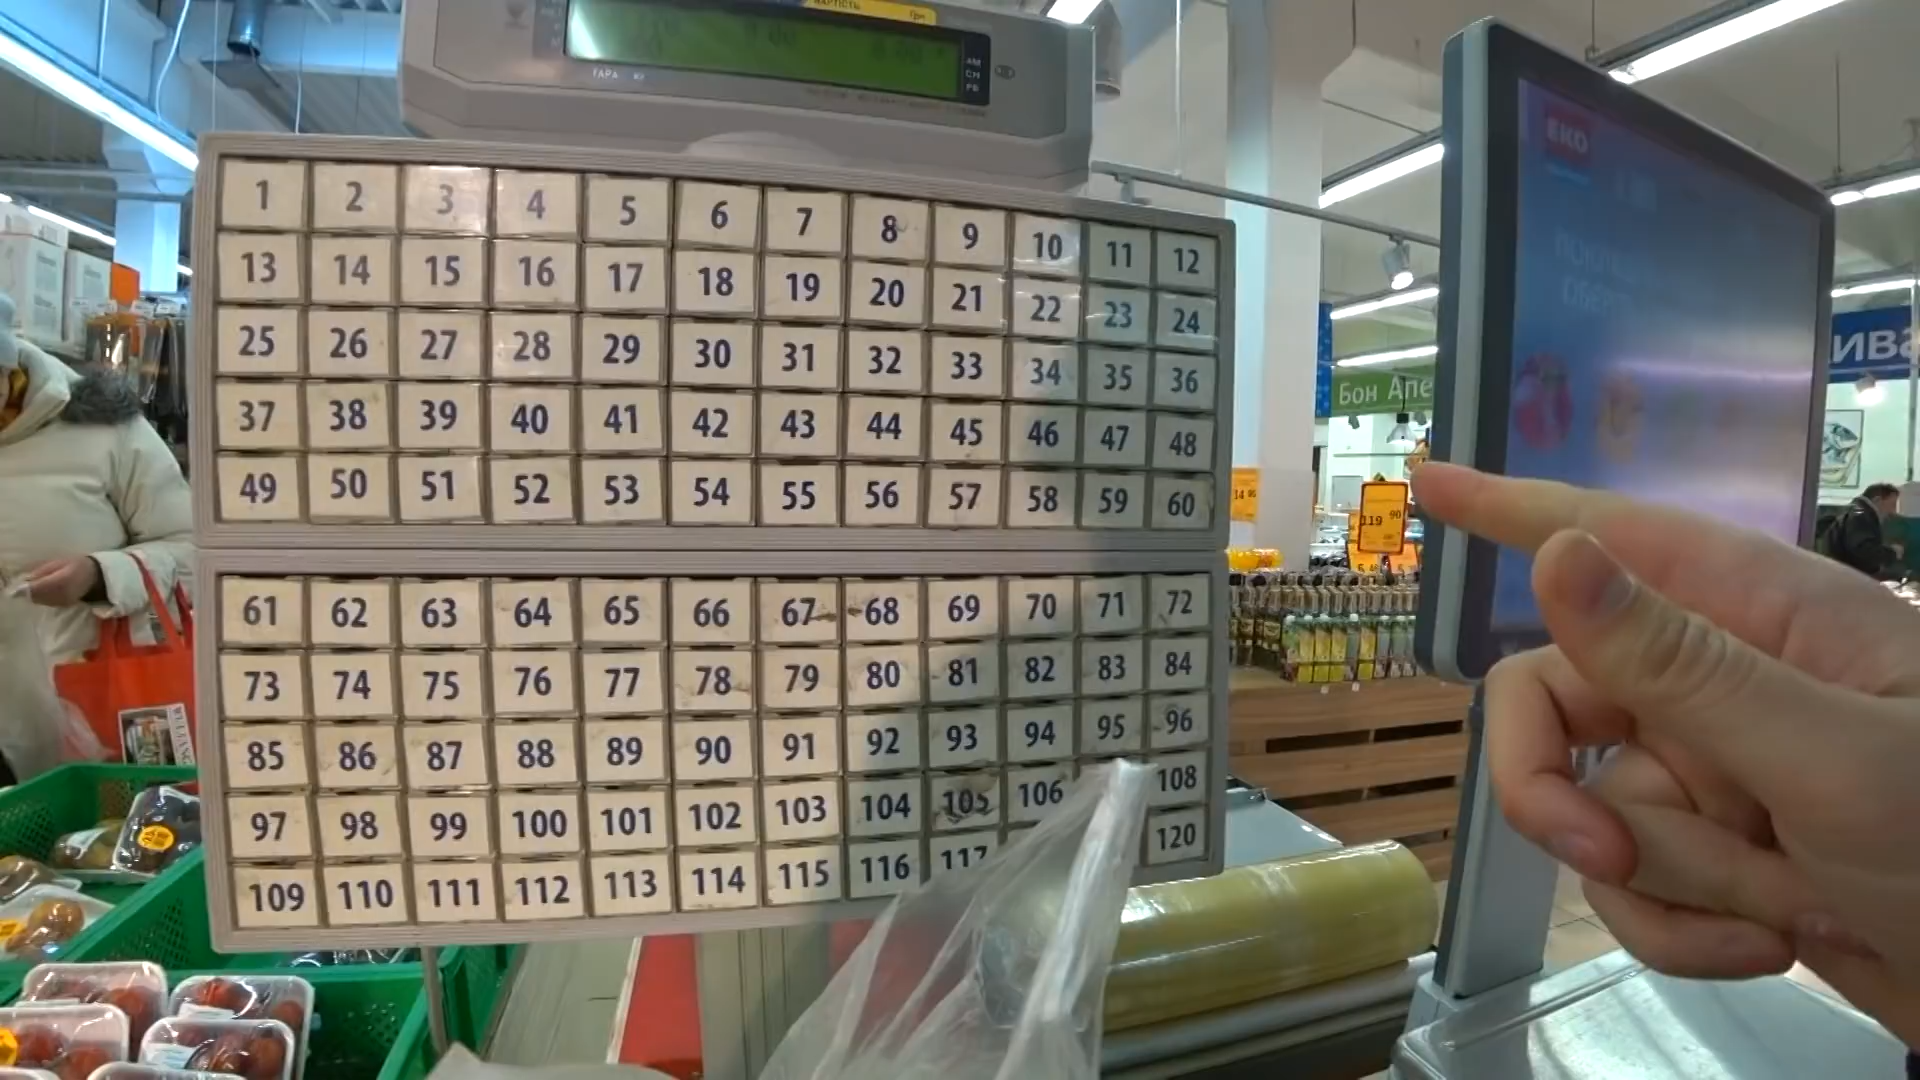 ВАРТІСТЬ грн
ТАРА кг
1 2 3 4 5 6 7 8 9 10 11 12
13 14 15 16 17 18 19 20 21 22 23 24
25 26 27 28 29 30 31 32 33 34 35 36
37 38 39 40 41 42 43 44 45 46 47 48
49 50 51 52 53 54 55 56 57 58 59 60
61 62 63 64 65 66 67 68 69 70 71 72
73 74 75 76 77 78 79 80 81 82 83 84
85 86 87 88 89 90 91 92 93 94 95 96
97 98 99 100 101 102 103 104 105 106 108
109 110 111 112 113 114 115 116 117 120
ЕКО
Бон Апе
119 90
ива